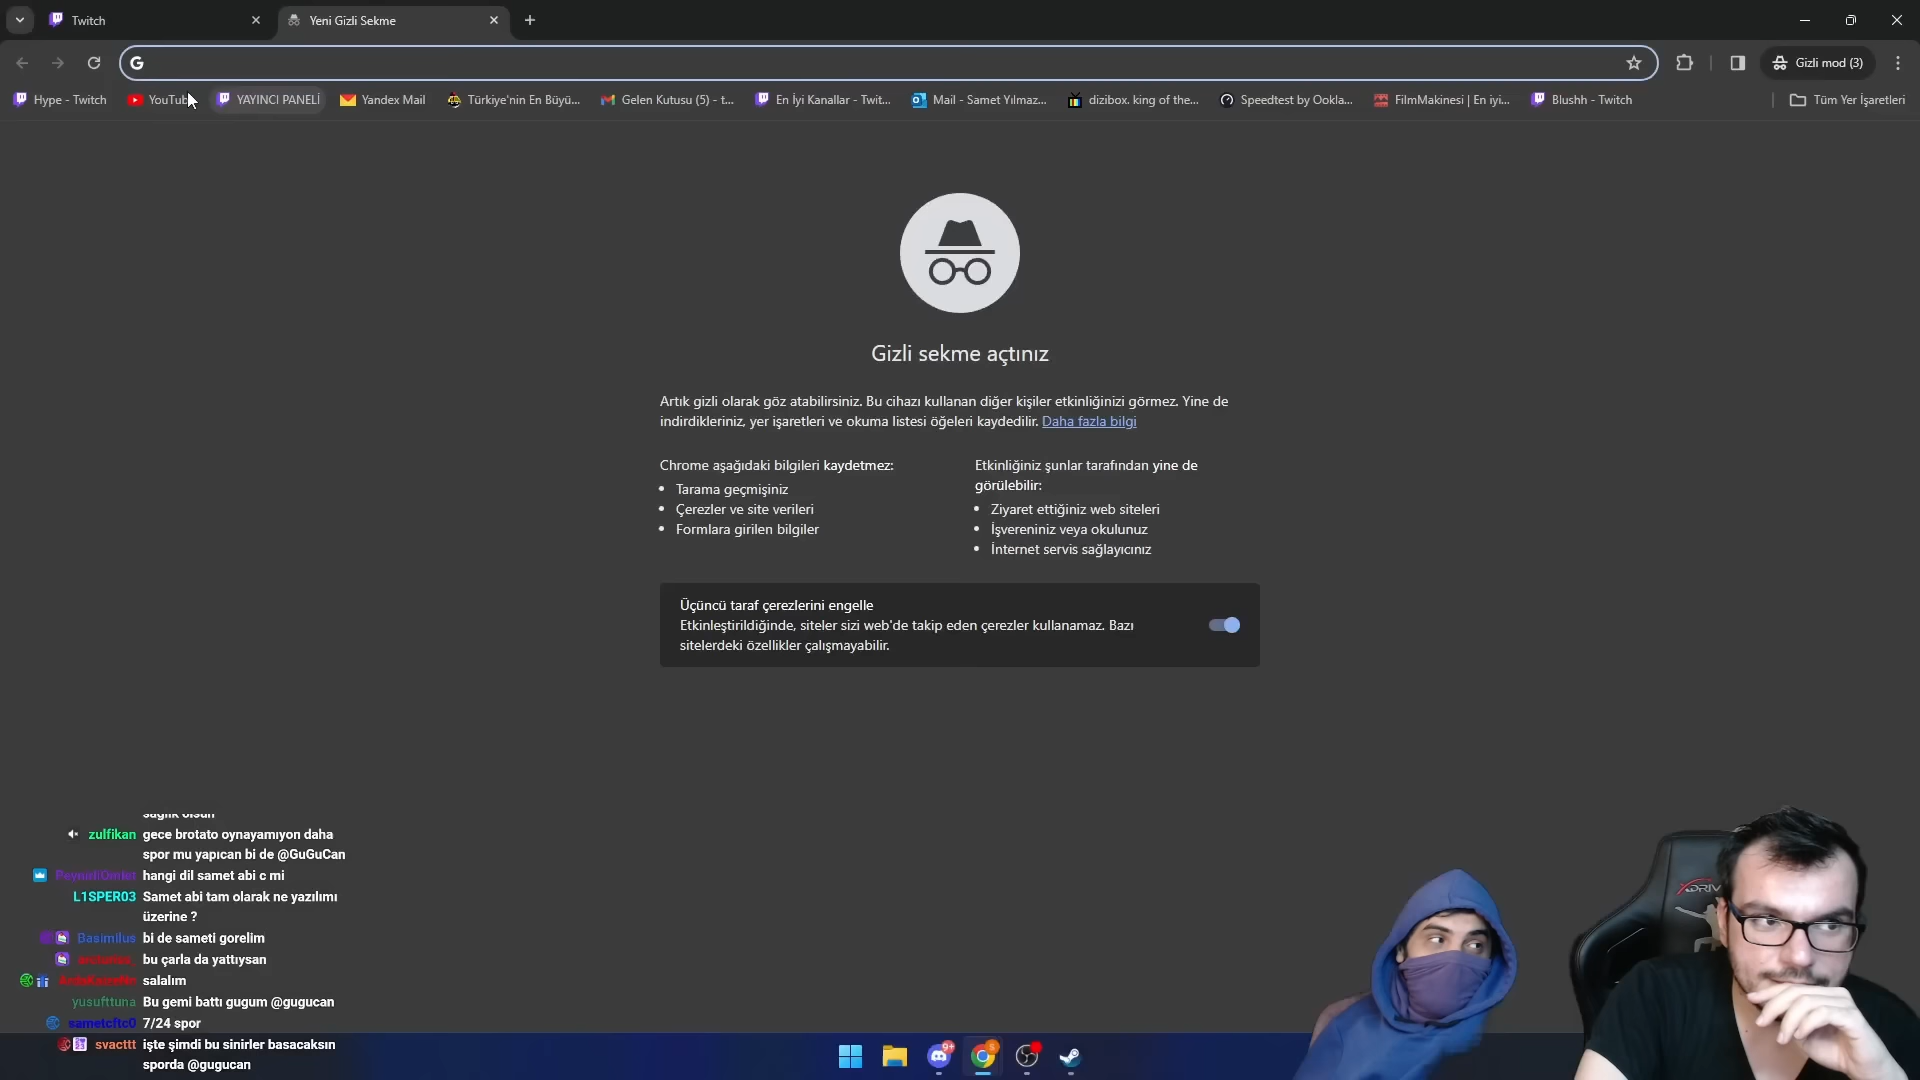 Twitch
Yeni Gizli Sekme
Gizli mod (3)
Hype - Twitch
YouTub
YAYINCI PANELİ
Yandex Mail
Türkiye'nin En Büyü...
Gelen Kutusu (5) - t...
En İyi Kanallar - Twit...
Mail - Samet Yılmaz...
dizibox. king of the...
Speedtest by Ookla...
FilmMakinesi | En iyi...
Blushh - Twitch
Tüm Yer İşaretleri
Gizli sekme açtınız
Artık gizli olarak göz atabilirsiniz. Bu cihazı kullanan diğer kişiler etkinliğinizi görmez. Yine de
indirdikleriniz, yer işaretleri ve okuma listesi öğeleri kaydedilir. Daha fazla bilgi
Chrome aşağıdaki bilgileri kaydetmez:
• Tarama geçmişiniz
• Çerezler ve site verileri
• Formlara girilen bilgiler
Etkinliğiniz şunlar tarafından yine de
görülebilir:
• Ziyaret ettiğiniz web siteleri
• İşvereniniz veya okulunuz
• İnternet servis sağlayıcınız
Üçüncü taraf çerezlerini engelle
Etkinleştirildiğinde, siteler sizi web'de takip eden çerezler kullanamaz. Bazı
sitelerdeki özellikler çalışmayabilir.
zulfikan gece brotato oynayamıyon daha
spor mu yapıcan bi de @GuGuCan
hangi dil samet abi c mi
L1SPER03 Samet abi tam olarak ne yazılımı
üzerine ?
Basimilus bi de sameti gorelim
bu çarla da yattıysan
salalım
yusufttuna Bu gemi battı gugum @gugucan
sametcftc0 7/24 spor
svacttt işte şimdi bu sinirler basacaksın
sporda @gugucan
9+
S
XDRIV